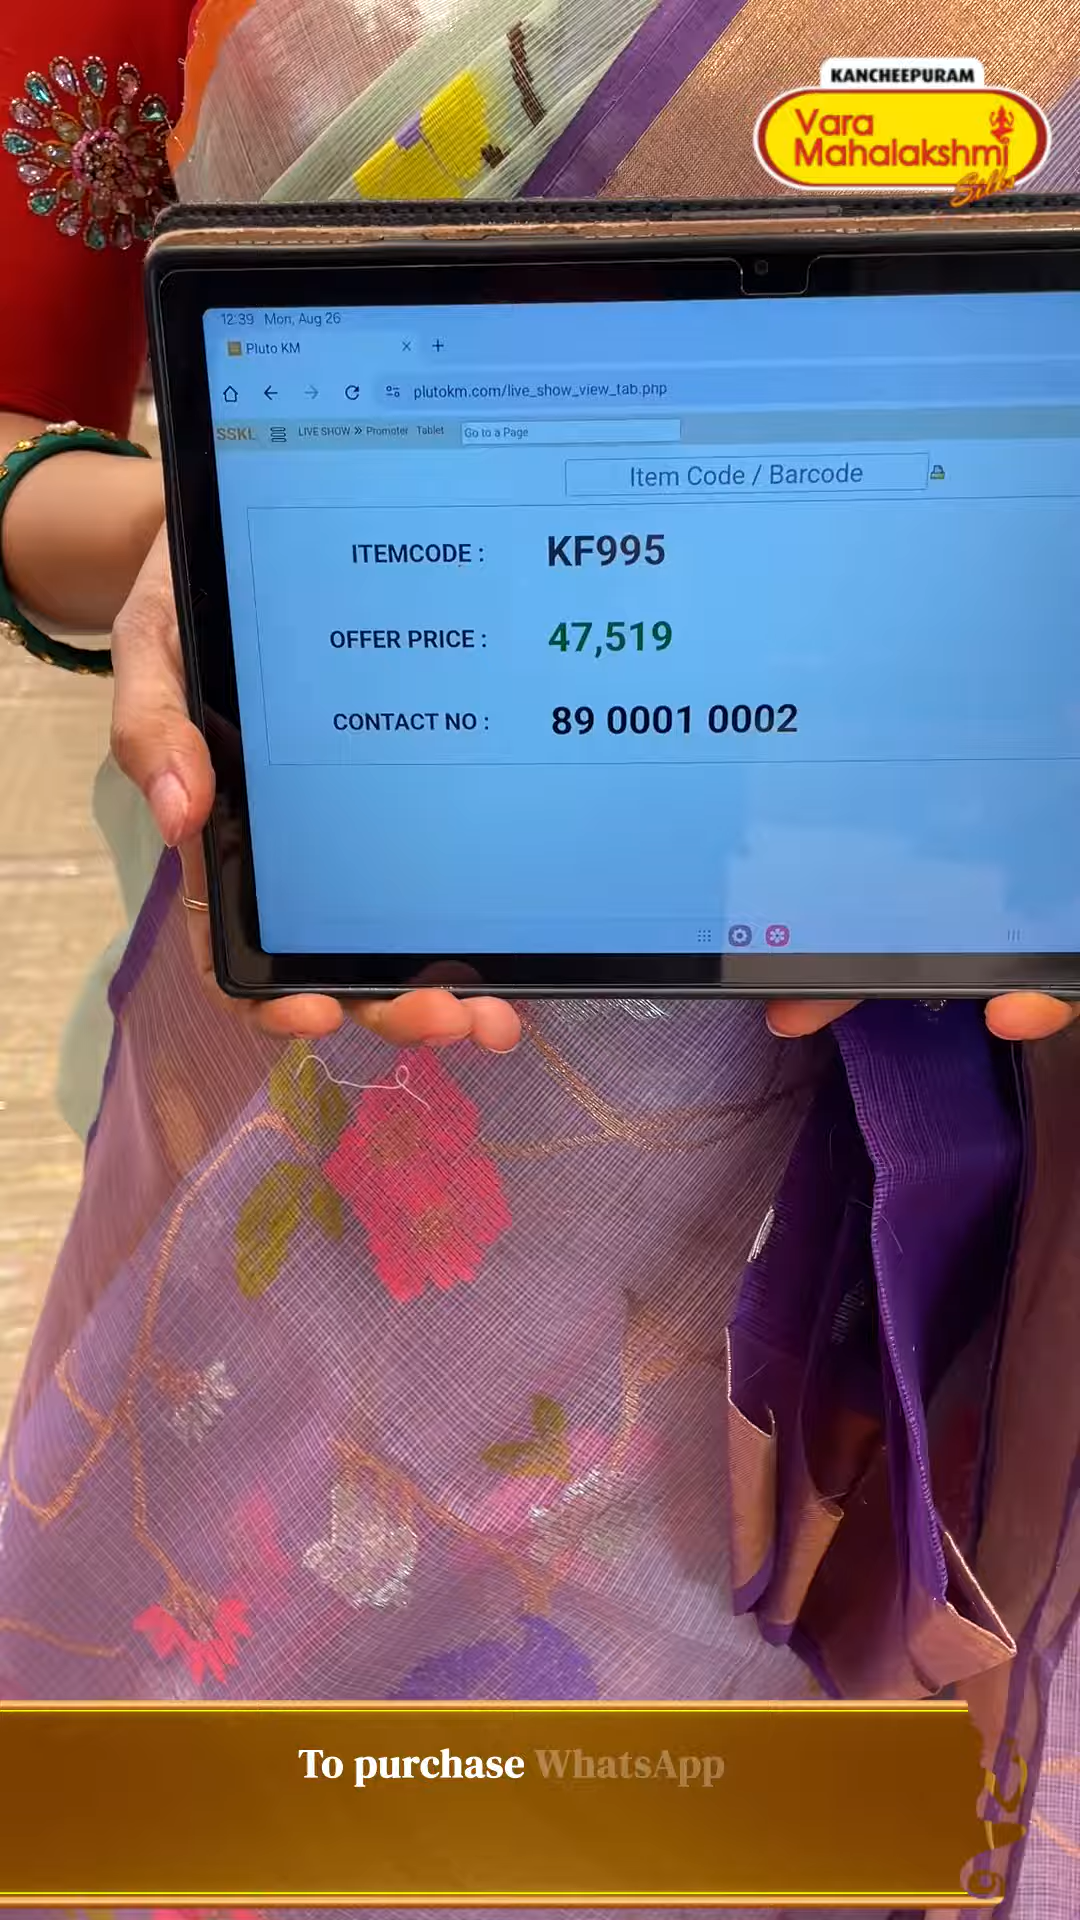 KANCHEEPURAM
Vara
Mahalakshmi
Silks
12:39 Mon, Aug 26
Pluto KM
plutokm.com/live_show_view_tab.php
SSKL LIVE SHOW » Promoter Tablet Go to a Page
Item Code / Barcode
ITEMCODE : KF995
OFFER PRICE : 47,519
CONTACT NO : 89 0001 0002
To purchase WhatsApp